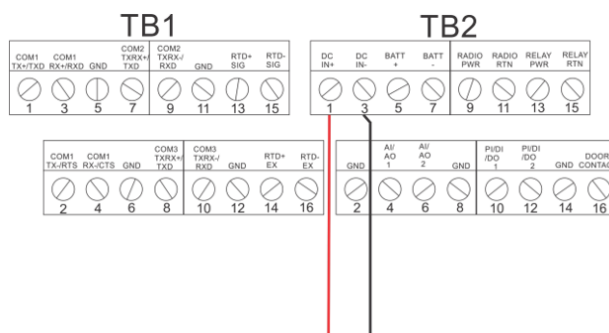 TB1 TB2
COM1 TX+/TXD COM1 RX+/RXD GND COM2 TXRX+/ TXD COM2 TXRX-/ RXD GND RTD+ SIG RTD- SIG
1 3 5 7 9 11 13 15
DC IN+ DC IN- BATT + BATT - RADIO PWR RADIO RTN RELAY PWR RELAY RTN
1 3 5 7 9 11 13 15
COM1 TX-/RTS COM1 RX-/CTS GND COM3 TXRX+/ TXD COM3 TXRX-/ RXD GND RTD+ EX RTD- EX
2 4 6 8 10 12 14 16
GND AI/ AO 1 AI/ AO 2 GND PI/DI /DO 1 PI/DI /DO 2 GND DOOR CONTAC
2 4 6 8 10 12 14 16